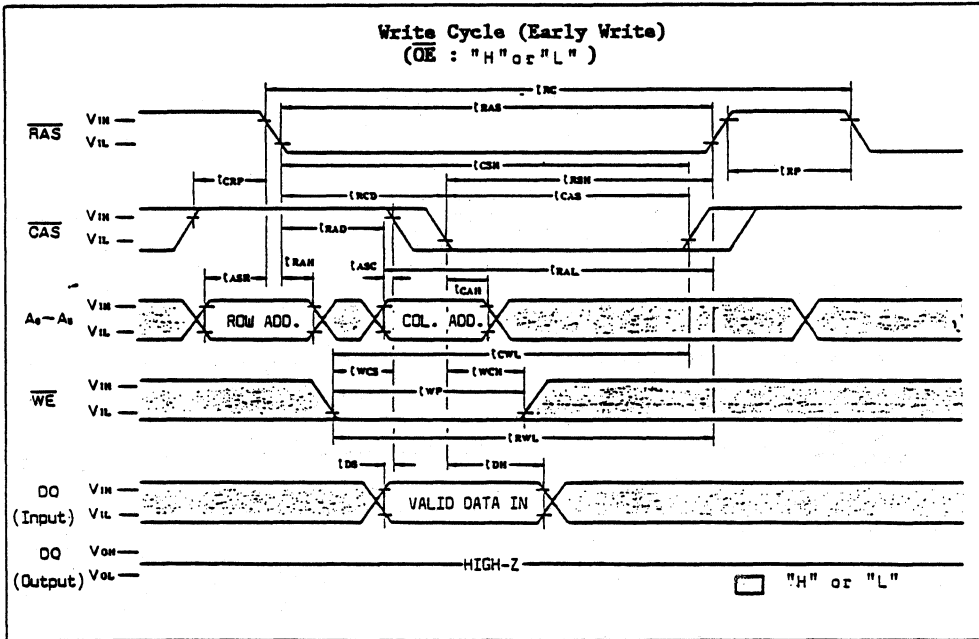 Write Cycle (Early Write)
(OE : "H" or "L" )
tRC
tRAS
RAS
VIH
VIL
tCSH
tCRP
tRSH
tRP
tRCD
tCAS
CAS
VIH
VIL
tRAD
tRAH
tASR
tASC
tRAL
tCAH
VIH
VIL
ROW ADD.
COL. ADD.
tCWL
tWCS
tWCH
WE
VIH
VIL
tWP
tRWL
tDS
tDH
DQ
(Input)
VIH
VIL
VALID DATA IN
DQ
(Output)
VOH
VOL
HIGH-Z
"H" or "L"